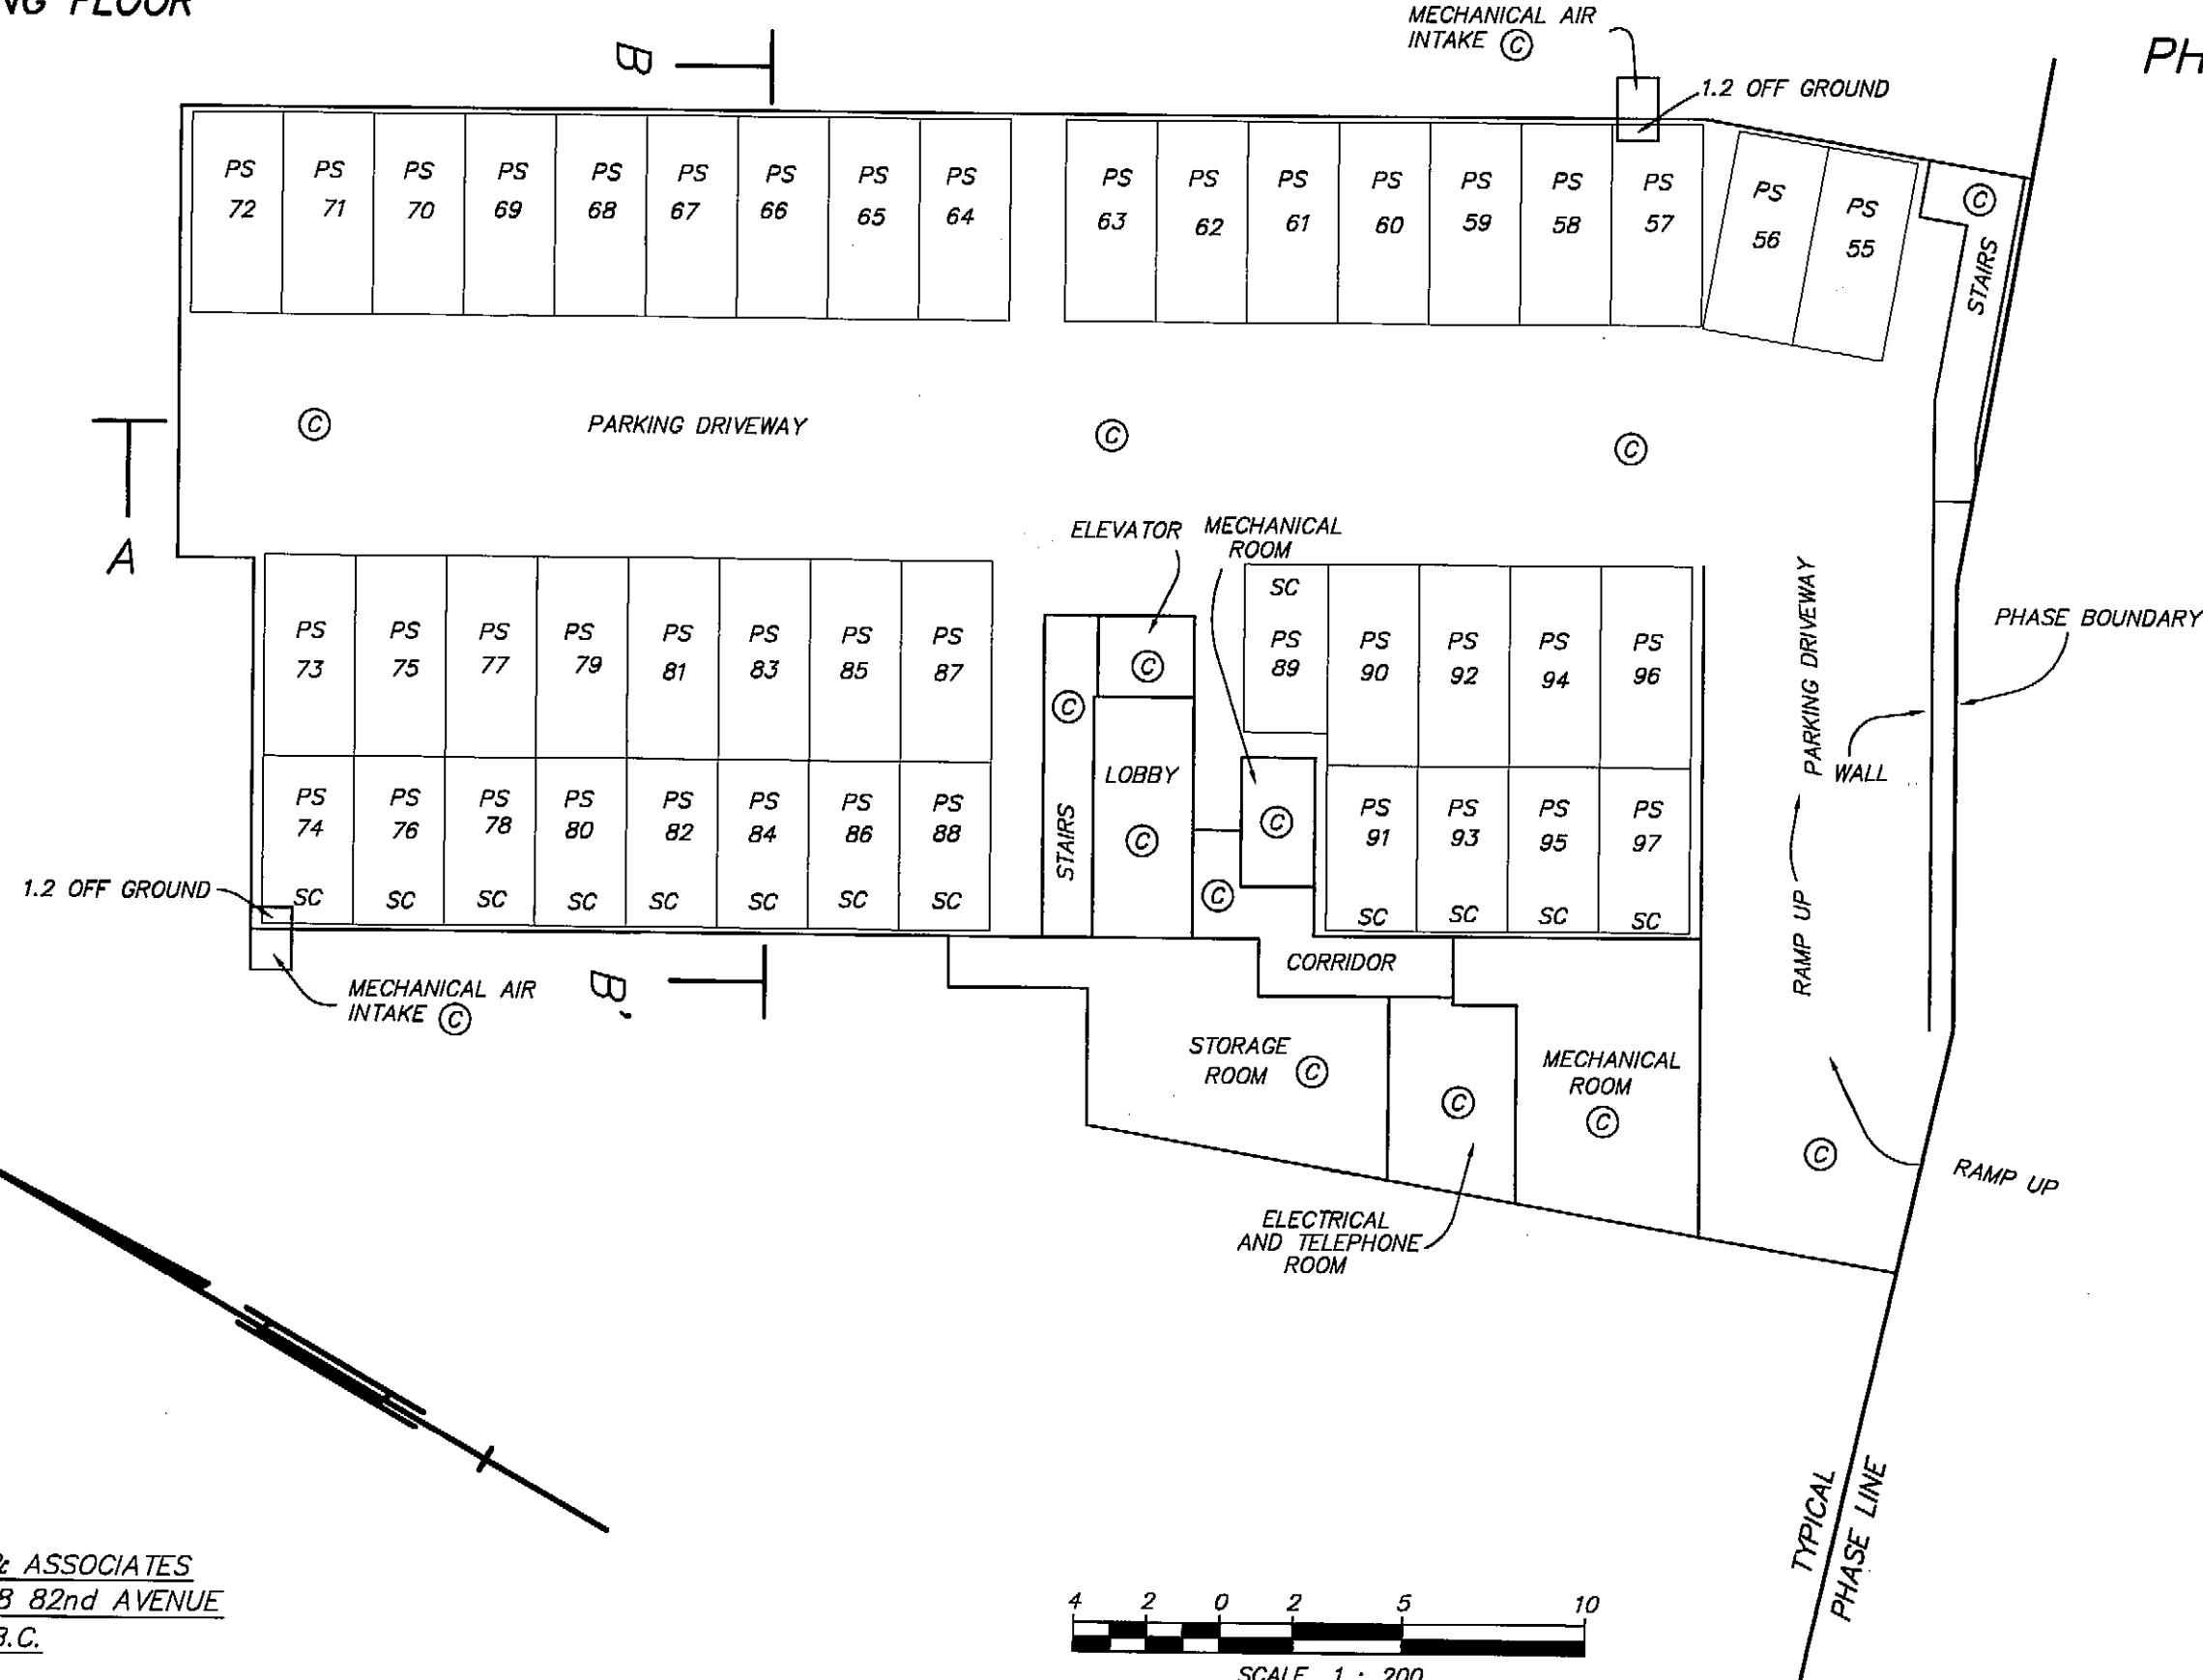 NG FLOOR
MECHANICAL AIR
INTAKE Ⓒ
PH
B
1.2 OFF GROUND
PS PS PS PS PS PS PS PS PS PS PS PS PS PS PS PS PS PS
72 71 70 69 68 67 66 65 64 63 62 61 60 59 58 57 56 55
Ⓒ
STAIRS
Ⓒ PARKING DRIVEWAY Ⓒ Ⓒ
A
ELEVATOR
MECHANICAL
ROOM
SC
PS PS PS PS PS PS PS PS PS PS PS PS PS
73 75 77 79 81 83 85 87 89 90 92 94 96
Ⓒ
Ⓒ
PHASE BOUNDARY
PARKING DRIVEWAY
WALL
LOBBY
PS PS PS PS PS PS PS PS PS PS PS PS
74 76 78 80 82 84 86 88 91 93 95 97
STAIRS
Ⓒ
Ⓒ
Ⓒ
1.2 OFF GROUND
SC SC SC SC SC SC SC SC SC SC SC SC
RAMP UP
CORRIDOR
B'
MECHANICAL AIR
INTAKE Ⓒ
STORAGE
ROOM Ⓒ
Ⓒ
MECHANICAL
ROOM
Ⓒ
Ⓒ
RAMP UP
ELECTRICAL
AND TELEPHONE
ROOM
TYPICAL
PHASE LINE
& ASSOCIATES
8 82nd AVENUE
B.C.
4 2 0 2 5 10
SCALE 1 : 200